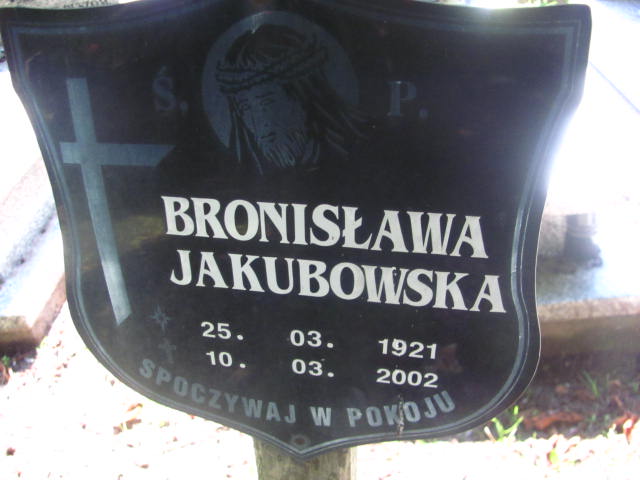 Ś. P.
BRONISŁAWA
JAKUBOWSKA
25. 03. 1921
10. 03. 2002
SPOCZYWAJ W POKOJU